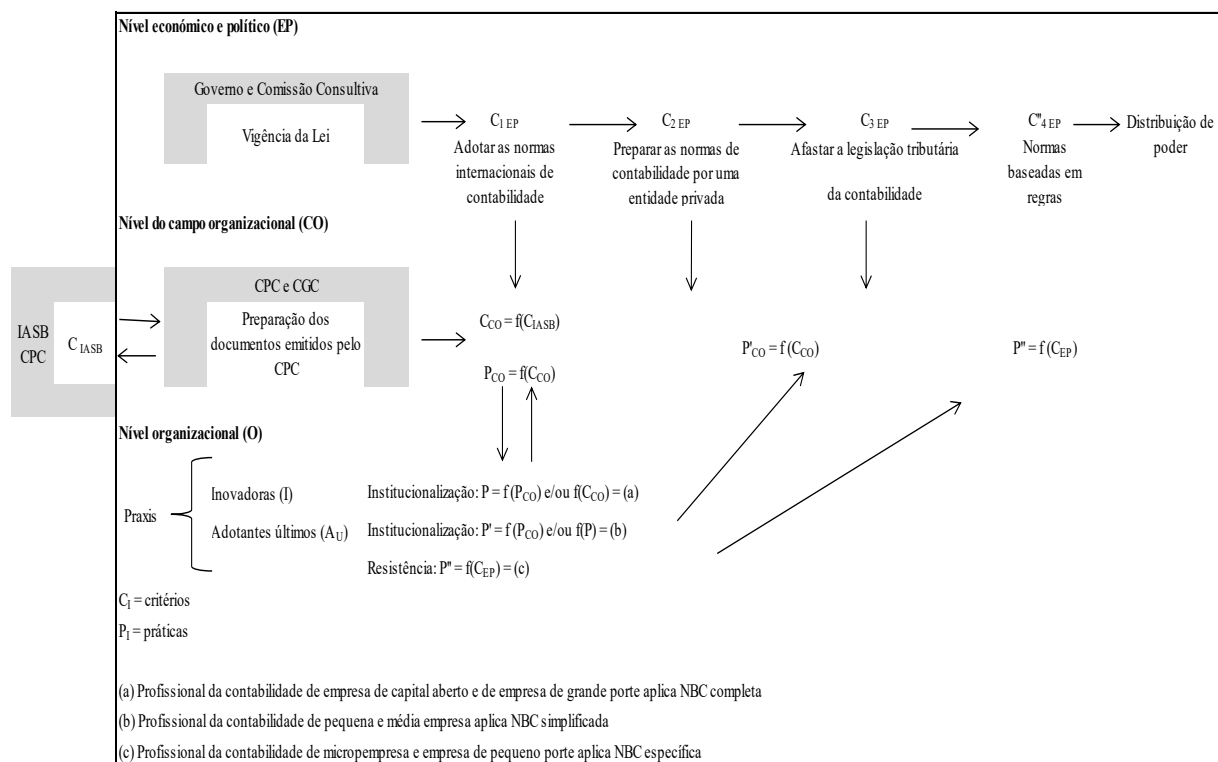 Nível económico e político (EP)
Governo e Comissão Consultiva
Vigência da Lei
C1 EP
Adotar as normas
internacionais de
contabilidade
C2 EP
Preparar as normas de
contabilidade por uma
entidade privada
C3 EP
Afastar a legislação tributária
da contabilidade
C"4 EP
Normas
baseadas em
regras
Distribuição de
poder
Nível do campo organizacional (CO)
IASB
CPC
C IASB
CPC e CGC
Preparação dos
documentos emitidos pelo
CPC
CCO = f(CIASB)
PCO = f(CCO)
P'CO = f (CCO)
P" = f (CEP)
Nível organizacional (O)
Praxis
Inovadoras (I)
Institucionalização: P = f (PCO) e/ou f(CCO) = (a)
Adotantes últimos (AU)
Institucionalização: P' = f (PCO) e/ou f(P) = (b)
Resistência: P" = f(CEP) = (c)
CI = critérios
PI = práticas
(a) Profissional da contabilidade de empresa de capital aberto e de empresa de grande porte aplica NBC completa
(b) Profissional da contabilidade de pequena e média empresa aplica NBC simplificada
(c) Profissional da contabilidade de micropempresa e empresa de pequeno porte aplica NBC específica